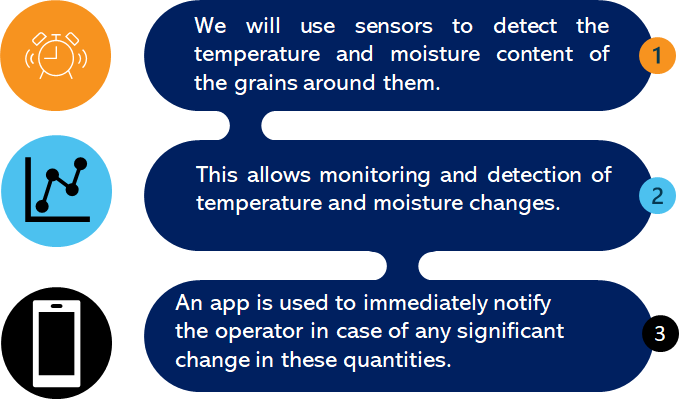 We will use sensors to detect the
temperature and moisture content of
the grains around them.
1
This allows monitoring and detection of
temperature and moisture changes.
2
An app is used to immediately notify
the operator in case of any significant
change in these quantities.
3